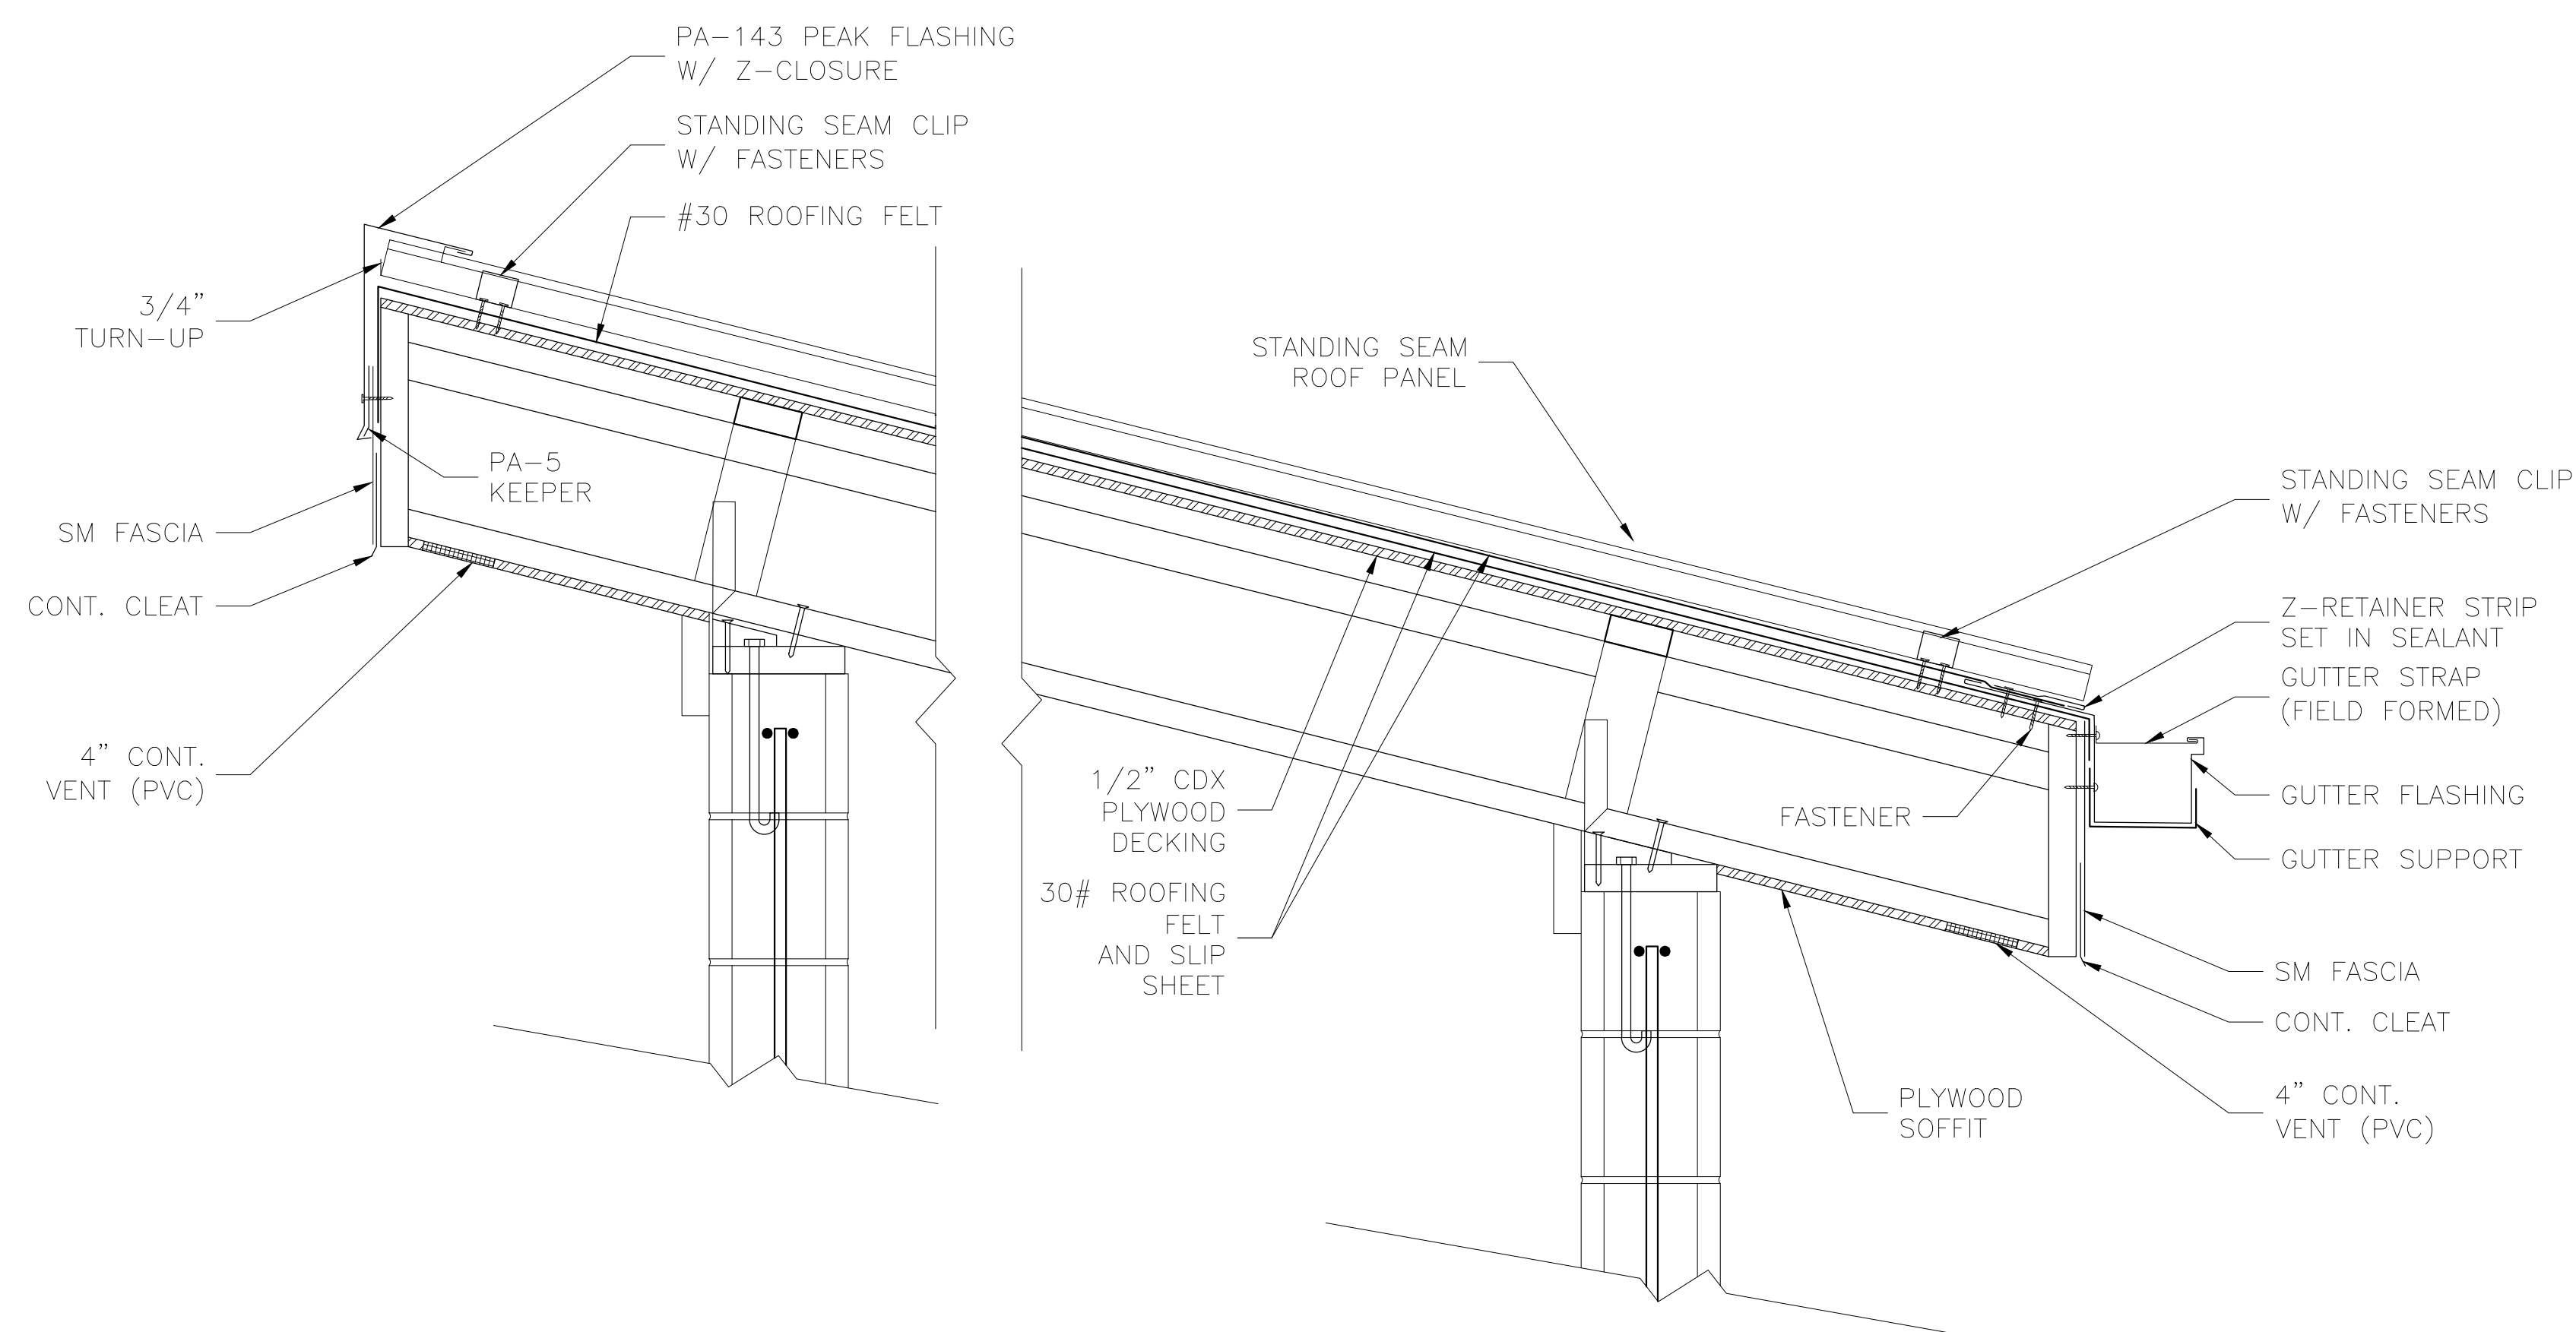 PA-143 PEAK FLASHING
W/ Z-CLOSURE
STANDING SEAM CLIP
W/ FASTENERS
#30 ROOFING FELT
3/4"
TURN-UP
PA-5
KEEPER
SM FASCIA
CONT. CLEAT
4" CONT.
VENT (PVC)
STANDING SEAM
ROOF PANEL
1/2" CDX
PLYWOOD
DECKING
30# ROOFING
FELT
AND SLIP
SHEET
FASTENER
PLYWOOD
SOFFIT
STANDING SEAM CLIP
W/ FASTENERS
Z-RETAINER STRIP
SET IN SEALANT
GUTTER STRAP
(FIELD FORMED)
GUTTER FLASHING
GUTTER SUPPORT
SM FASCIA
CONT. CLEAT
4" CONT.
VENT (PVC)